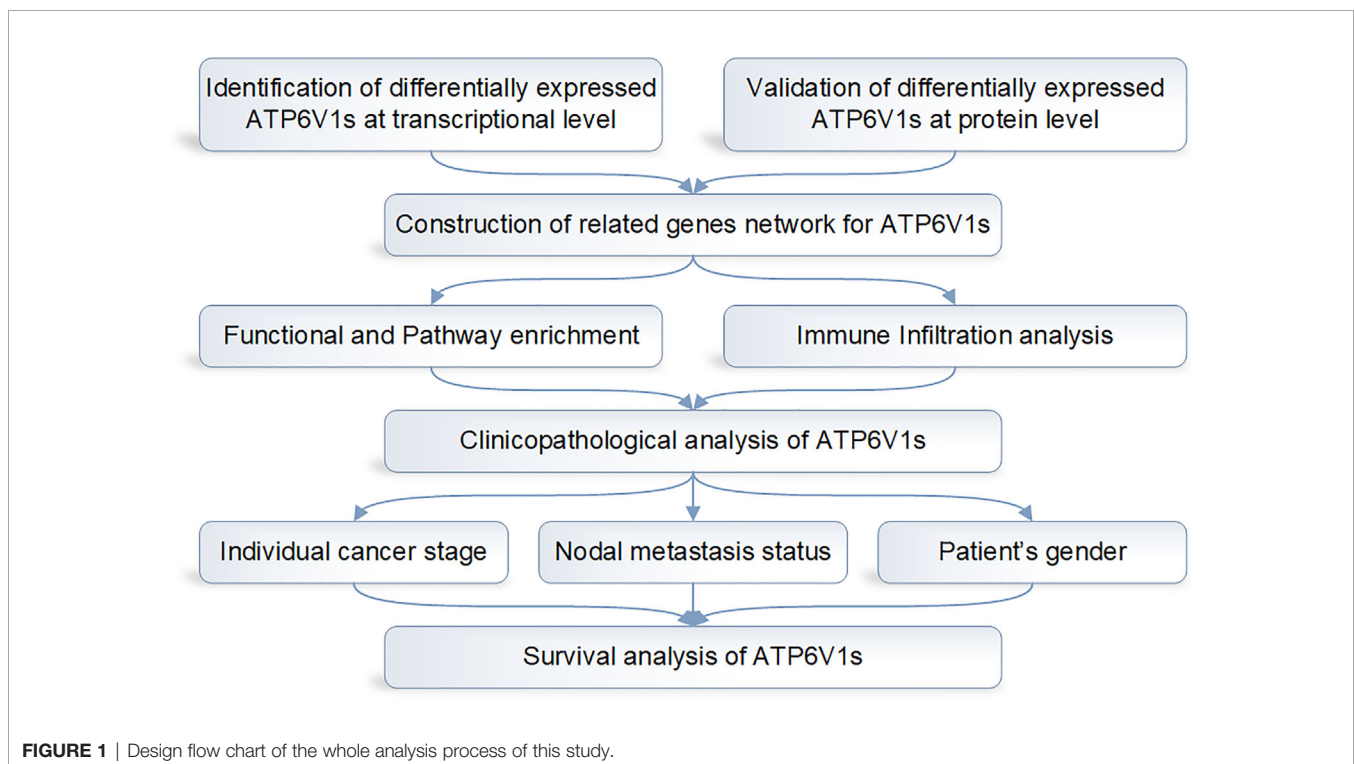 Identification of differentially expressed
ATP6V1s at transcriptional level
Validation of differentially expressed
ATP6V1s at protein level
Construction of related genes network for ATP6V1s
Functional and Pathway enrichment
Immune Infiltration analysis
Clinicopathological analysis of ATP6V1s
Individual cancer stage
Nodal metastasis status
Patient's gender
Survival analysis of ATP6V1s
FIGURE 1 | Design flow chart of the whole analysis process of this study.